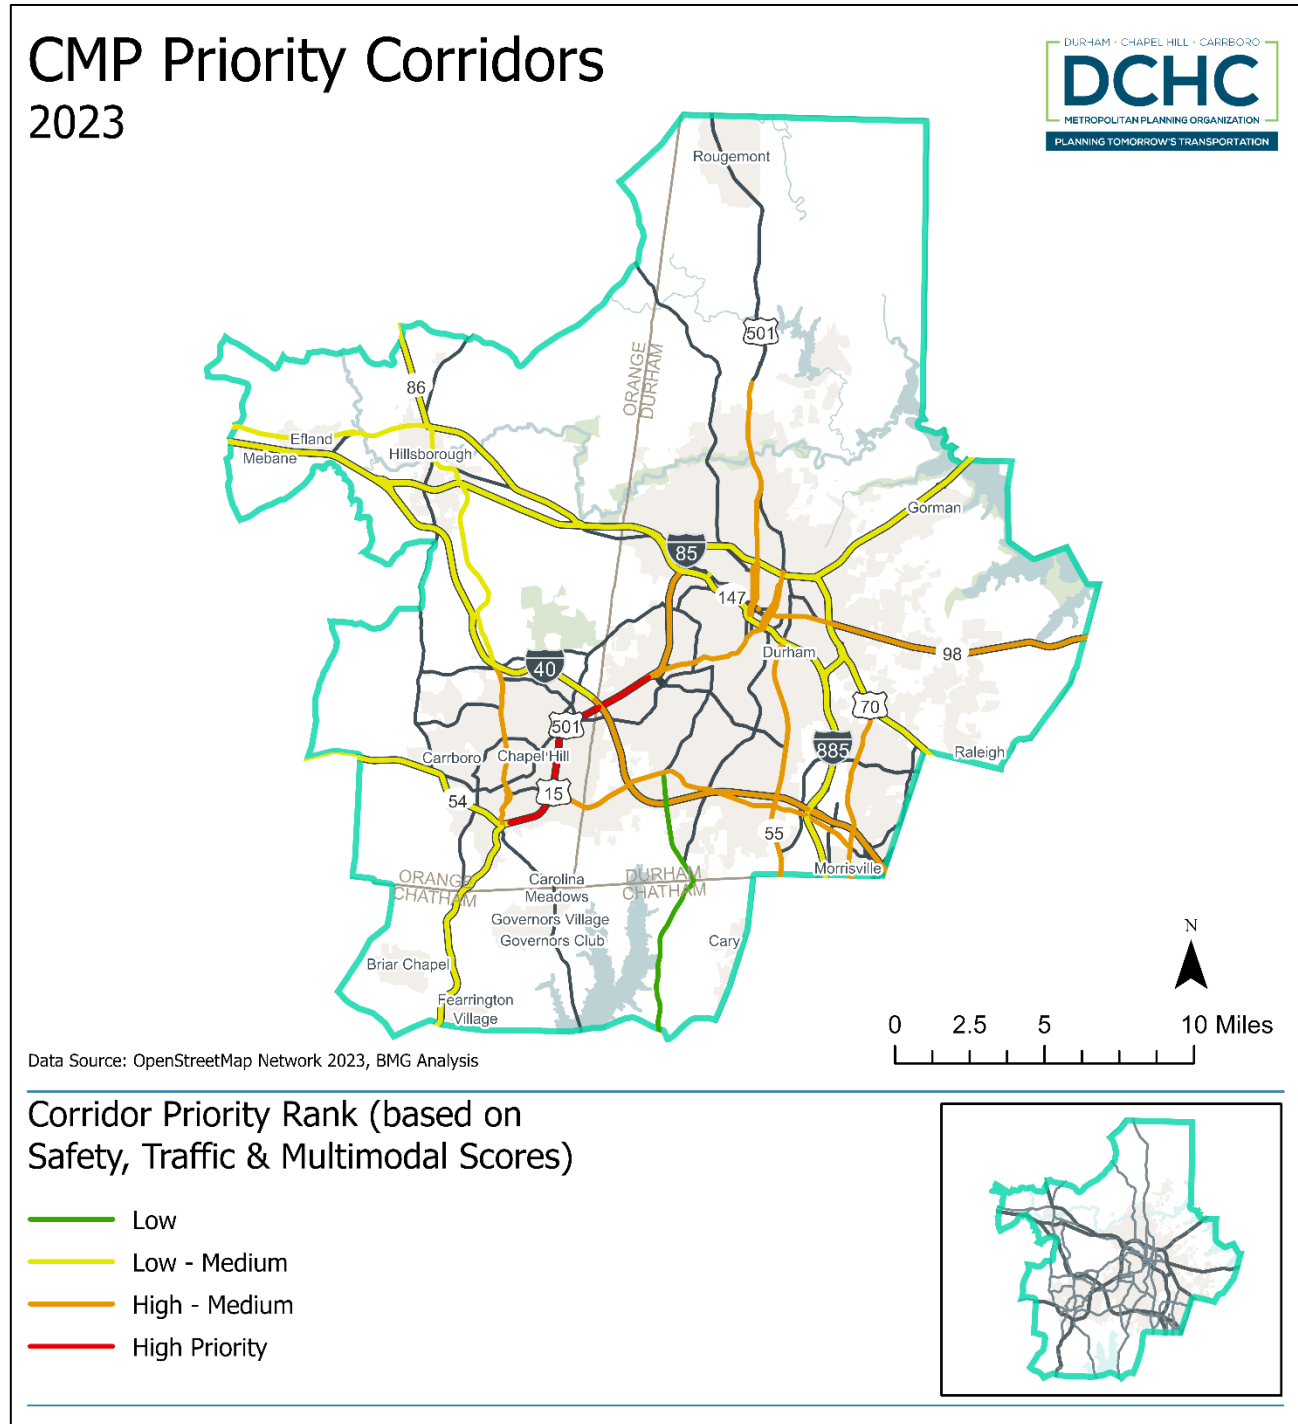 CMP Priority Corridors
2023
DURHAM · CHAPEL HILL · CARRBORO
DCHC
METROPOLITAN PLANNING ORGANIZATION
PLANNING TOMORROW'S TRANSPORTATION
Rougemont
501
ORANGE
DURHAM
86
Efland
Mebane
Hillsborough
Gorman
85
147
Durham
98
40
70
501
885
Raleigh
Carrboro
Chapel Hill
54
15
55
Morrisville
ORANGE
CHATHAM
DURHAM
CHATHAM
Carolina
Meadows
Governors Village
Governors Club
Cary
Briar Chapel
Fearrington
Village
N
0 2.5 5 10 Miles
Data Source: OpenStreetMap Network 2023, BMG Analysis
Corridor Priority Rank (based on
Safety, Traffic & Multimodal Scores)
Low
Low - Medium
High - Medium
High Priority